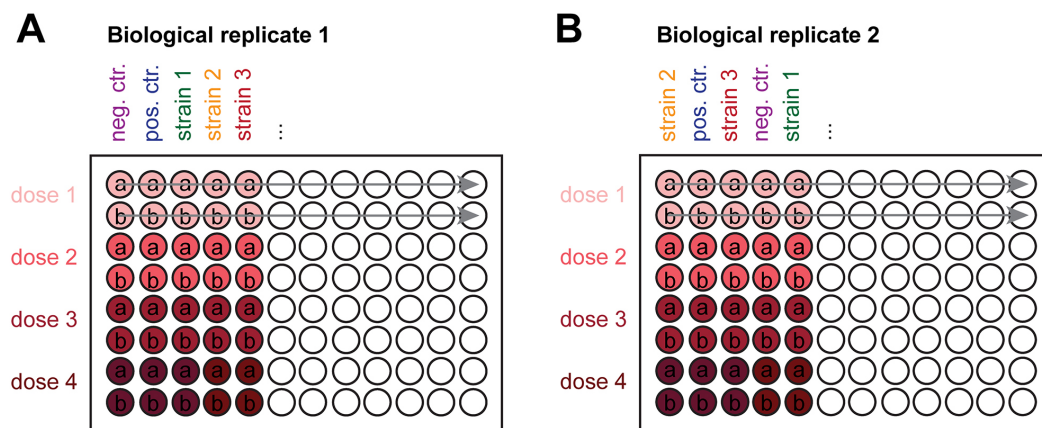 A
Biological replicate 1
neg. ctr.
pos. ctr.
strain 1
strain 2
strain 3
...
dose 1
a a a a a
b b b b b
dose 2
a a a a a
b b b b b
dose 3
a a a a a
b b b b b
dose 4
a a a a a
b b b b b
B
Biological replicate 2
strain 2
pos. ctr.
strain 3
neg. ctr.
strain 1
...
dose 1
a a a a a
b b b b b
dose 2
a a a a a
b b b b b
dose 3
a a a a a
b b b b b
dose 4
a a a a a
b b b b b